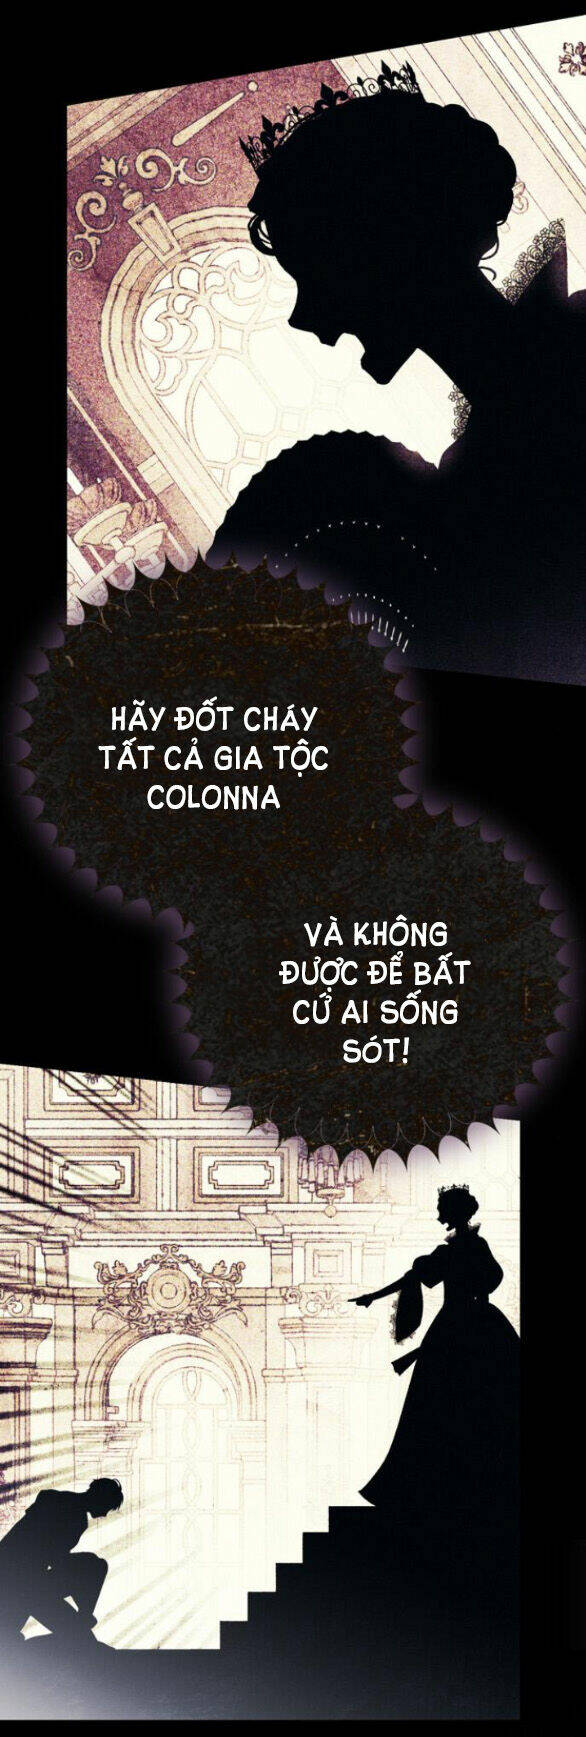 HÃY ĐỐT CHÁY
TẤT CẢ GIA TỘC
COLONNA
VÀ KHÔNG
ĐƯỢC ĐỂ BẤT
CỨ AI SỐNG
SÓT!